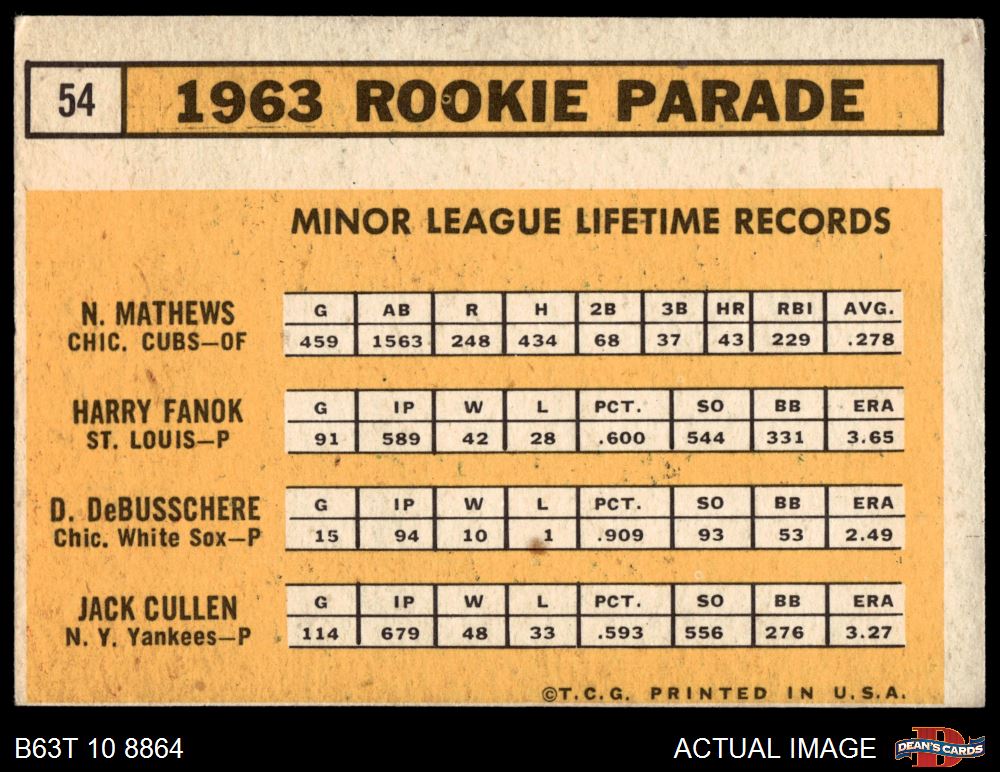 54 1963 ROOKIE PARADE
MINOR LEAGUE LIFETIME RECORDS
N. MATHEWS
CHIC. CUBS—OF
G AB R H 2B 3B HR RBI AVG.
459 1563 248 434 68 37 43 229 .278
HARRY FANOK
ST. LOUIS—P
G IP W L PCT. SO BB ERA
91 589 42 28 .600 544 331 3.65
D. DeBUSSCHERE
Chic. White Sox—P
G IP W L PCT. SO BB ERA
15 94 10 1 .909 93 53 2.49
JACK CULLEN
N. Y. Yankees—P
G IP W L PCT. SO BB ERA
114 679 48 33 .593 556 276 3.27
©T.C.G. PRINTED IN U.S.A.
B63T 10 8864 ACTUAL IMAGE D DEAN'S CARDS